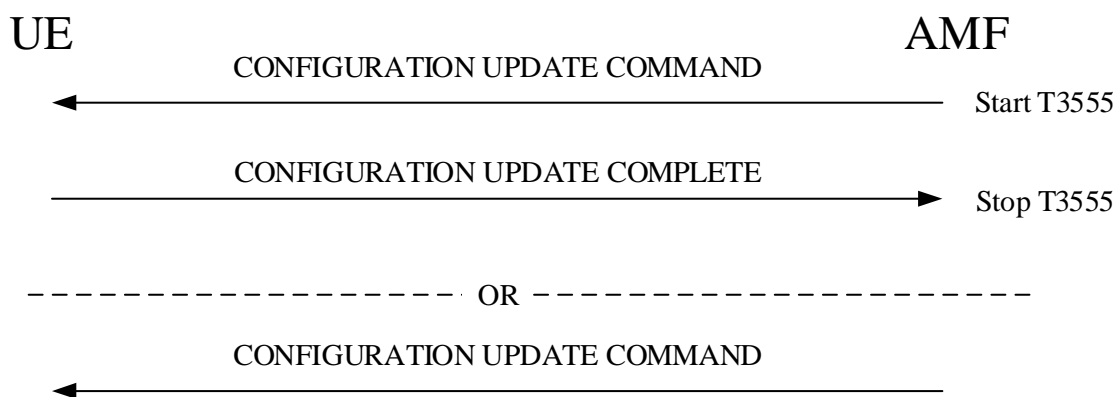 UE AMF
CONFIGURATION UPDATE COMMAND
Start T3555
CONFIGURATION UPDATE COMPLETE
Stop T3555
OR
CONFIGURATION UPDATE COMMAND